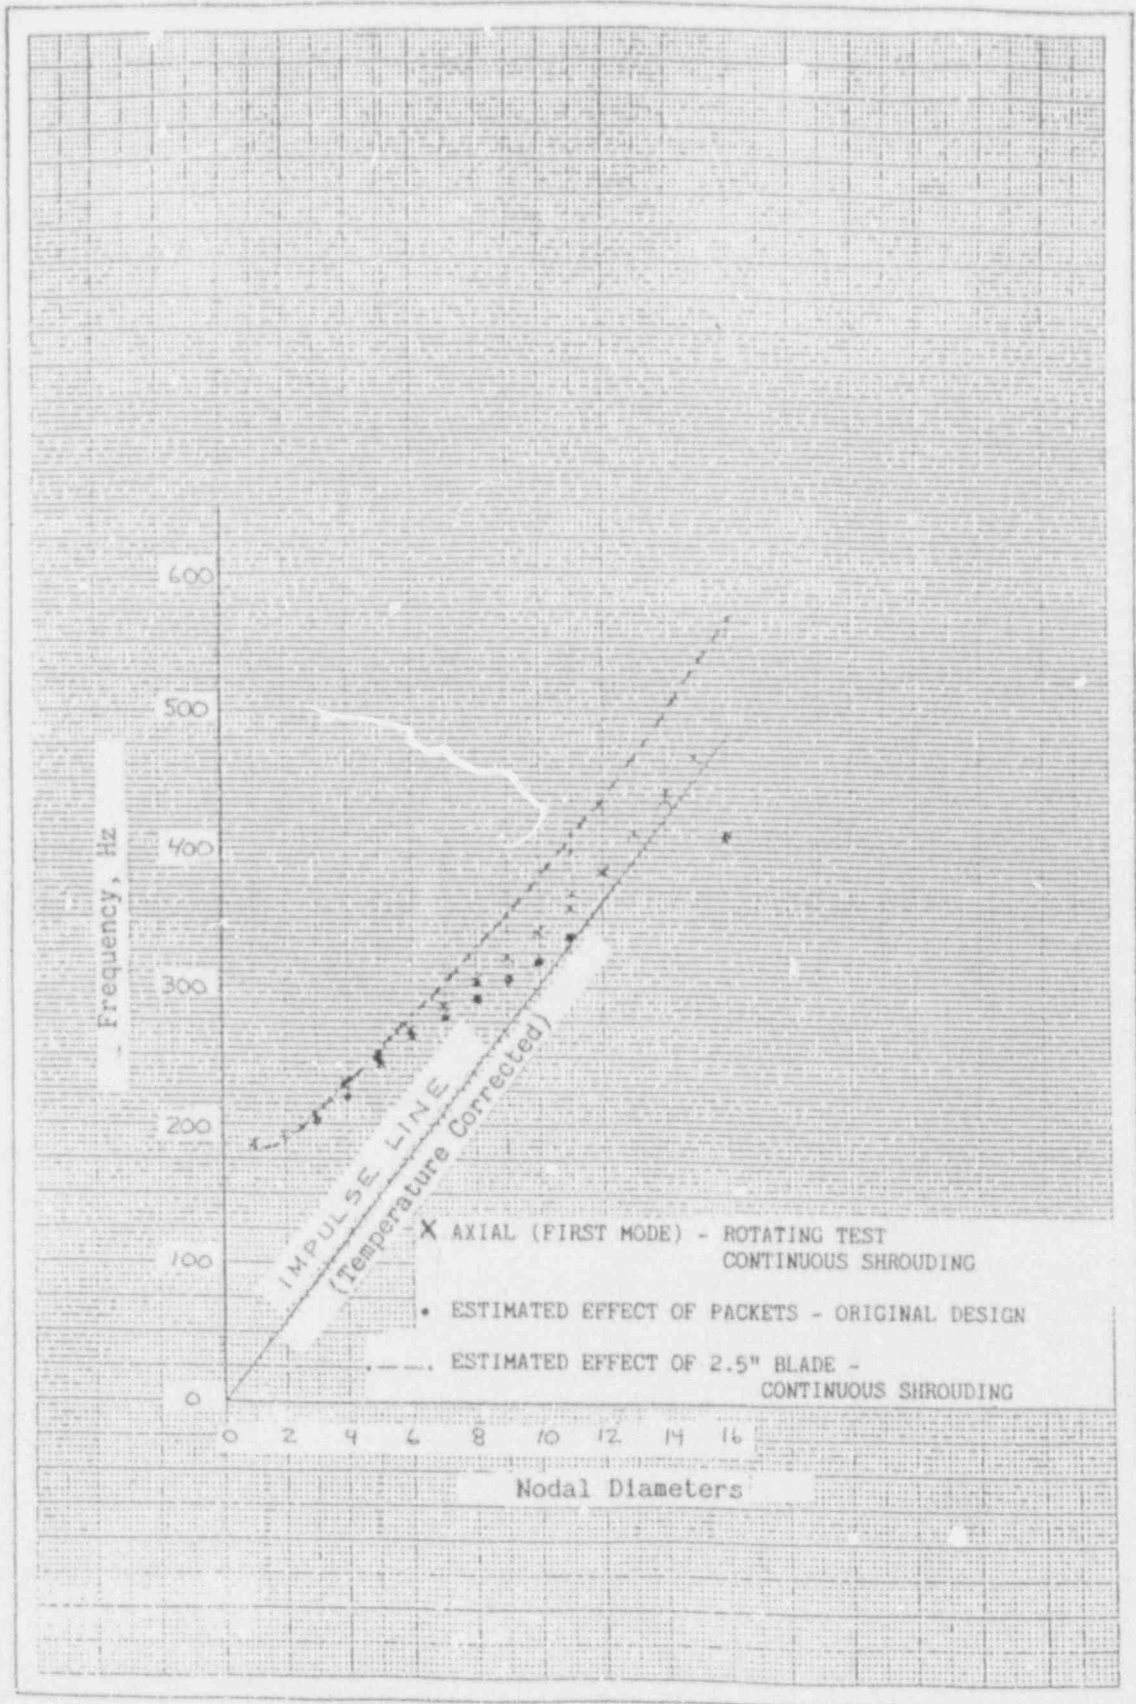 600
500
400
300
200
100
0
Frequency, Hz
IMPULSE LINE
(Temperature Corrected)
X AXIAL (FIRST MODE) - ROTATING TEST
CONTINUOUS SHROUDING
• ESTIMATED EFFECT OF PACKETS - ORIGINAL DESIGN
.—.—. ESTIMATED EFFECT OF 2.5" BLADE -
CONTINUOUS SHROUDING
0 2 4 6 8 10 12 14 16
Nodal Diameters